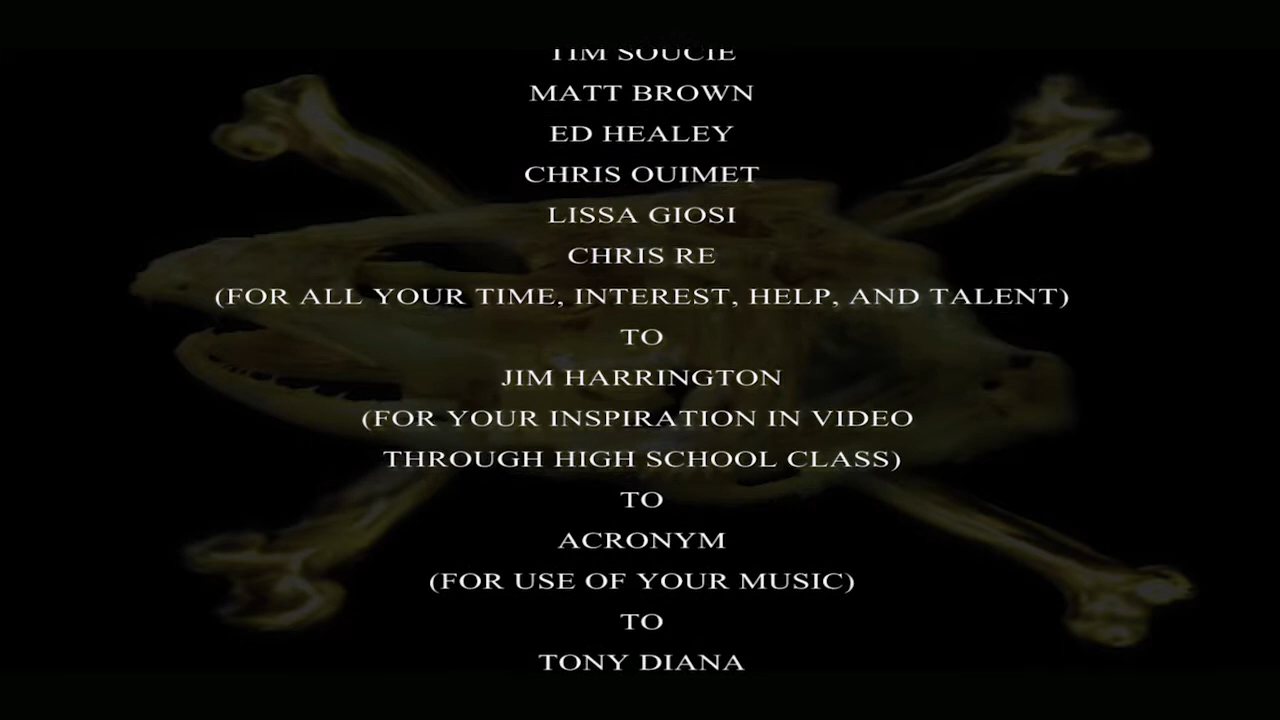 TIM SOUCIE
MATT BROWN
ED HEALEY
CHRIS OUIMET
LISSA GIOSI
CHRIS RE
(FOR ALL YOUR TIME, INTEREST, HELP, AND TALENT)
TO
JIM HARRINGTON
(FOR YOUR INSPIRATION IN VIDEO
THROUGH HIGH SCHOOL CLASS)
TO
ACRONYM
(FOR USE OF YOUR MUSIC)
TO
TONY DIANA